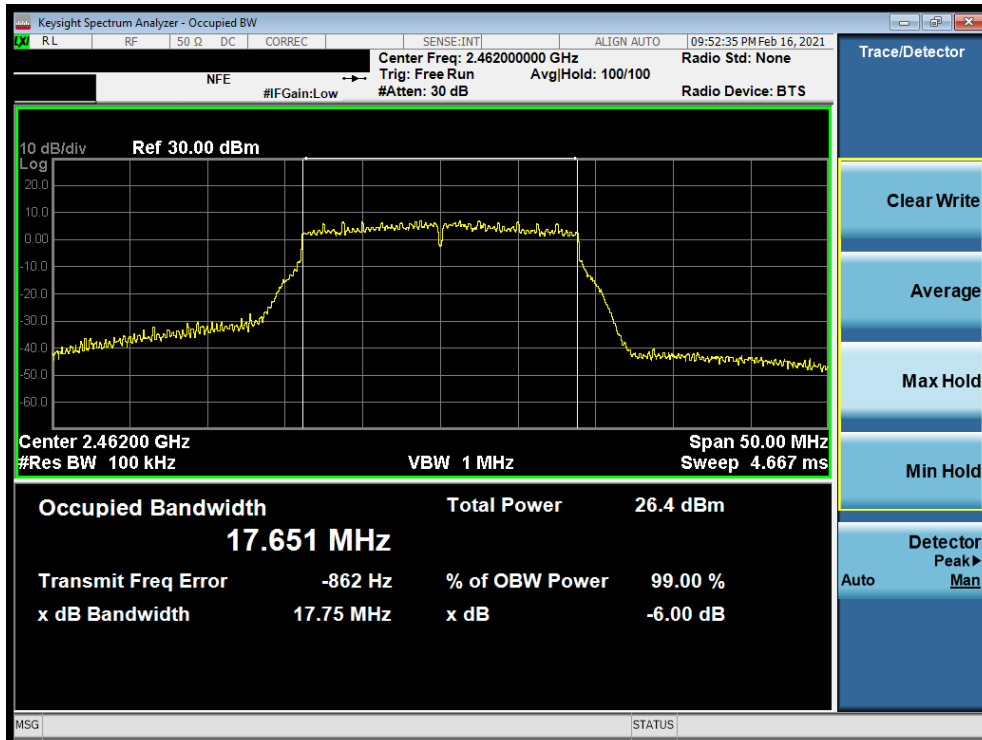 Keysight Spectrum Analyzer - Occupied BW
LXI RL RF 50 Ω DC CORREC SENSE:INT ALIGN AUTO 09:52:35 PM Feb 16, 2021
Center Freq: 2.462000000 GHz Radio Std: None
NFE Trig: Free Run Avg|Hold: 100/100
#IFGain:Low #Atten: 30 dB Radio Device: BTS
10 dB/div Ref 30.00 dBm
Log
20.0
10.0
0.00
-10.0
-20.0
-30.0
-40.0
-50.0
-60.0
Center 2.46200 GHz Span 50.00 MHz
#Res BW 100 kHz VBW 1 MHz Sweep 4.667 ms
Occupied Bandwidth Total Power 26.4 dBm
17.651 MHz
Transmit Freq Error -862 Hz % of OBW Power 99.00 %
x dB Bandwidth 17.75 MHz x dB -6.00 dB
MSG STATUS
Trace/Detector
Clear Write
Average
Max Hold
Min Hold
Detector
Peak▶
Auto Man